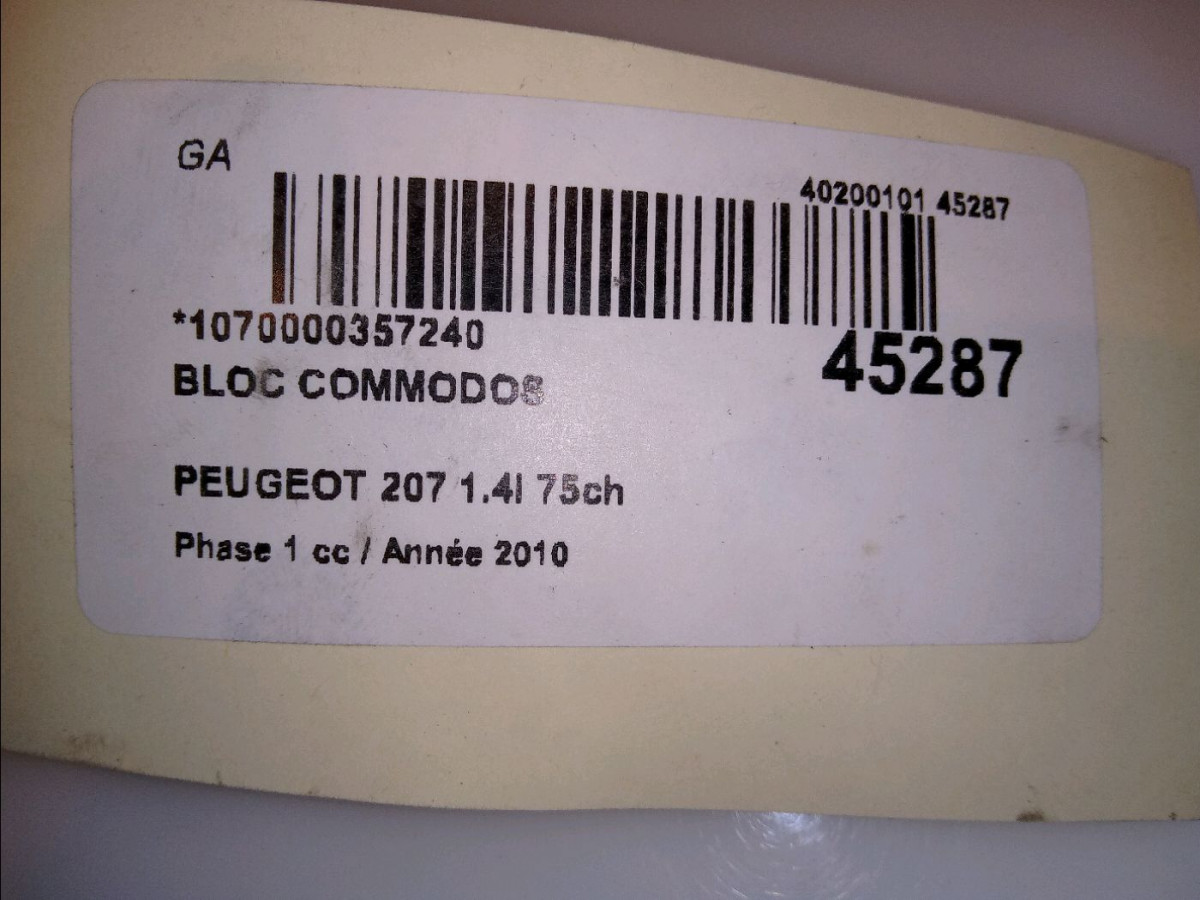 GA
40200101 45287
*1070000357240
45287
BLOC COMMODOS
PEUGEOT 207 1.4l 75ch
Phase 1 cc / Année 2010